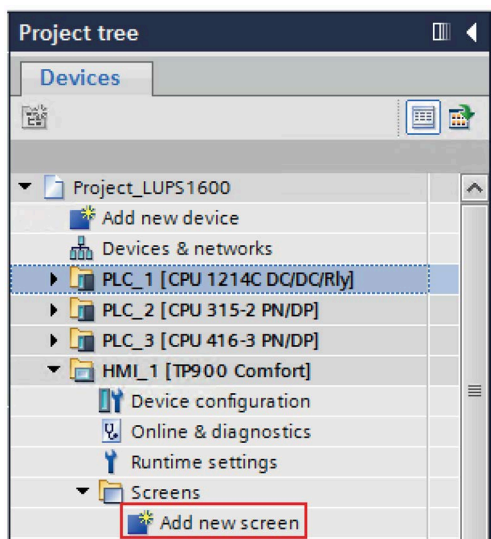 Project tree
Devices
Project_LUPS1600
Add new device
Devices & networks
PLC_1 [CPU 1214C DC/DC/Rly]
PLC_2 [CPU 315-2 PN/DP]
PLC_3 [CPU 416-3 PN/DP]
HMI_1 [TP900 Comfort]
Device configuration
Online & diagnostics
Runtime settings
Screens
Add new screen